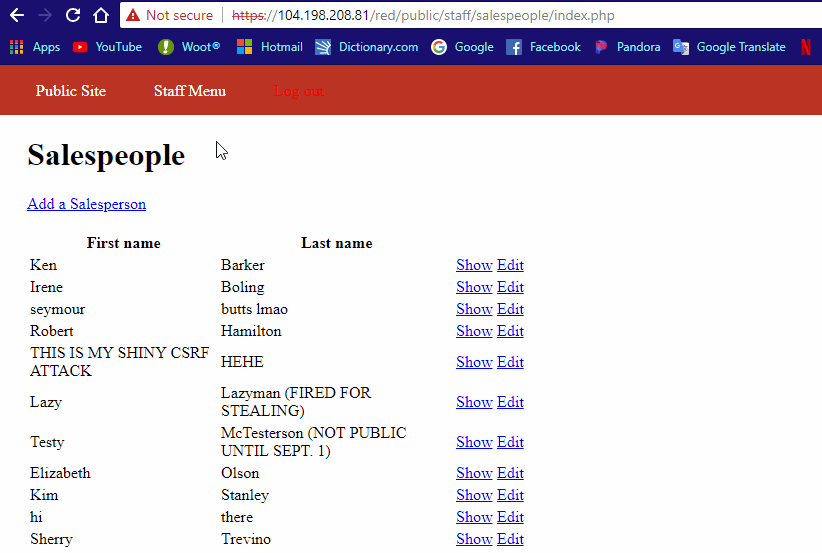 Not secure | https://104.198.208.81/red/public/staff/salespeople/index.php
Apps YouTube Woot® Hotmail Dictionary.com Google Facebook Pandora Google Translate
Public Site Staff Menu Log out
Salespeople
Add a Salesperson
First name Last name
Ken Barker Show Edit
Irene Boling Show Edit
seymour butts lmao Show Edit
Robert Hamilton Show Edit
THIS IS MY SHINY CSRF
ATTACK HEHE Show Edit
Lazy Lazyman (FIRED FOR
STEALING) Show Edit
Testy McTesterson (NOT PUBLIC
UNTIL SEPT. 1) Show Edit
Elizabeth Olson Show Edit
Kim Stanley Show Edit
hi there Show Edit
Sherry Trevino Show Edit